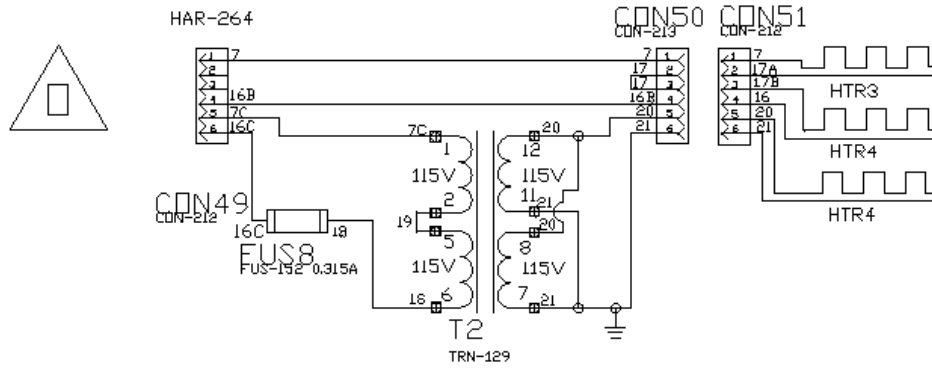 HAR-264
CON50
CON-213
CON51
CON-212
1 7
2
3
4 16B
5 7C
6 16C
7 1
17 2
17 3
16B 4
20 5
21 6
1 7
2 17A
3 17B
4 16
5 20
6 21
HTR3
HTR4
HTR4
7C
1
115V
2
19
5
115V
6
18
20
12
115V
11
21
20
8
115V
7
21
CON49
CON-212
16C
18
FUS8
FUS-152 0.315A
T2
TRN-129